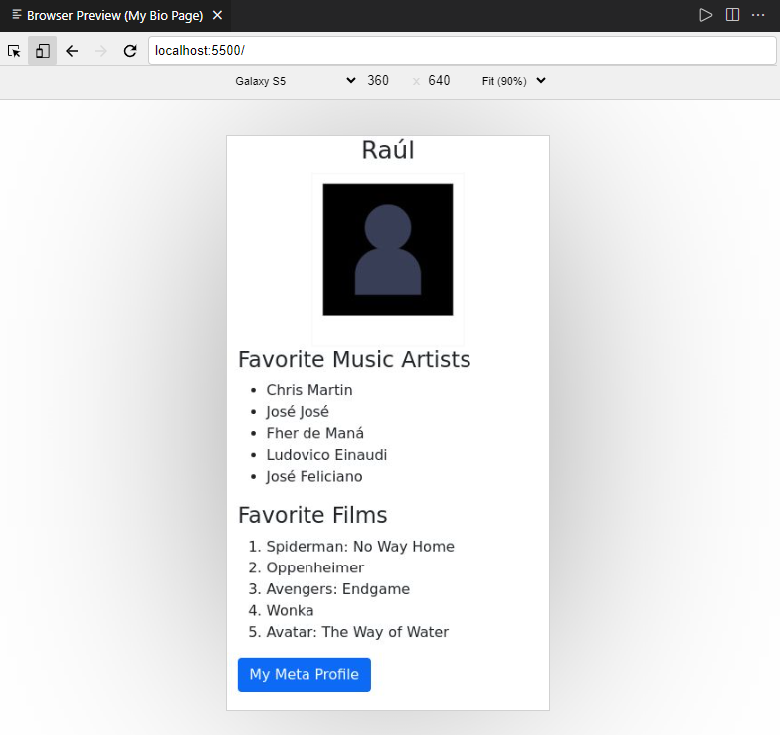 Browser Preview (My Bio Page)
localhost:5500/
Galaxy S5 360 x 640 Fit (90%)
Raúl
Favorite Music Artists
• Chris Martin
• José José
• Fher de Maná
• Ludovico Einaudi
• José Feliciano
Favorite Films
1. Spiderman: No Way Home
2. Oppenheimer
3. Avengers: Endgame
4. Wonka
5. Avatar: The Way of Water
My Meta Profile